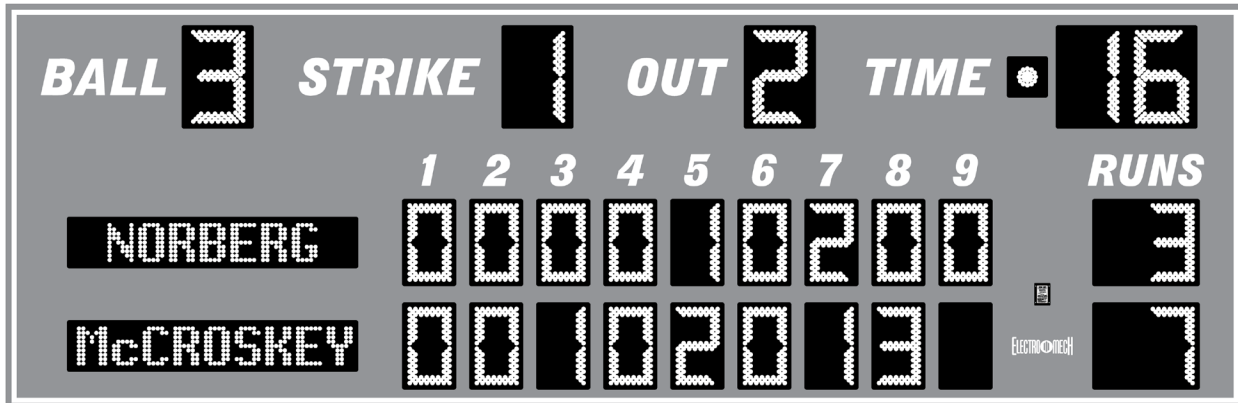 BALL 3 STRIKE 1 OUT 2 TIME 16
1 2 3 4 5 6 7 8 9 RUNS
NORBERG 0 0 0 0 1 0 2 0 0 3
McCROSKEY 0 0 1 0 2 0 1 3 7
ELECTRO-MECH